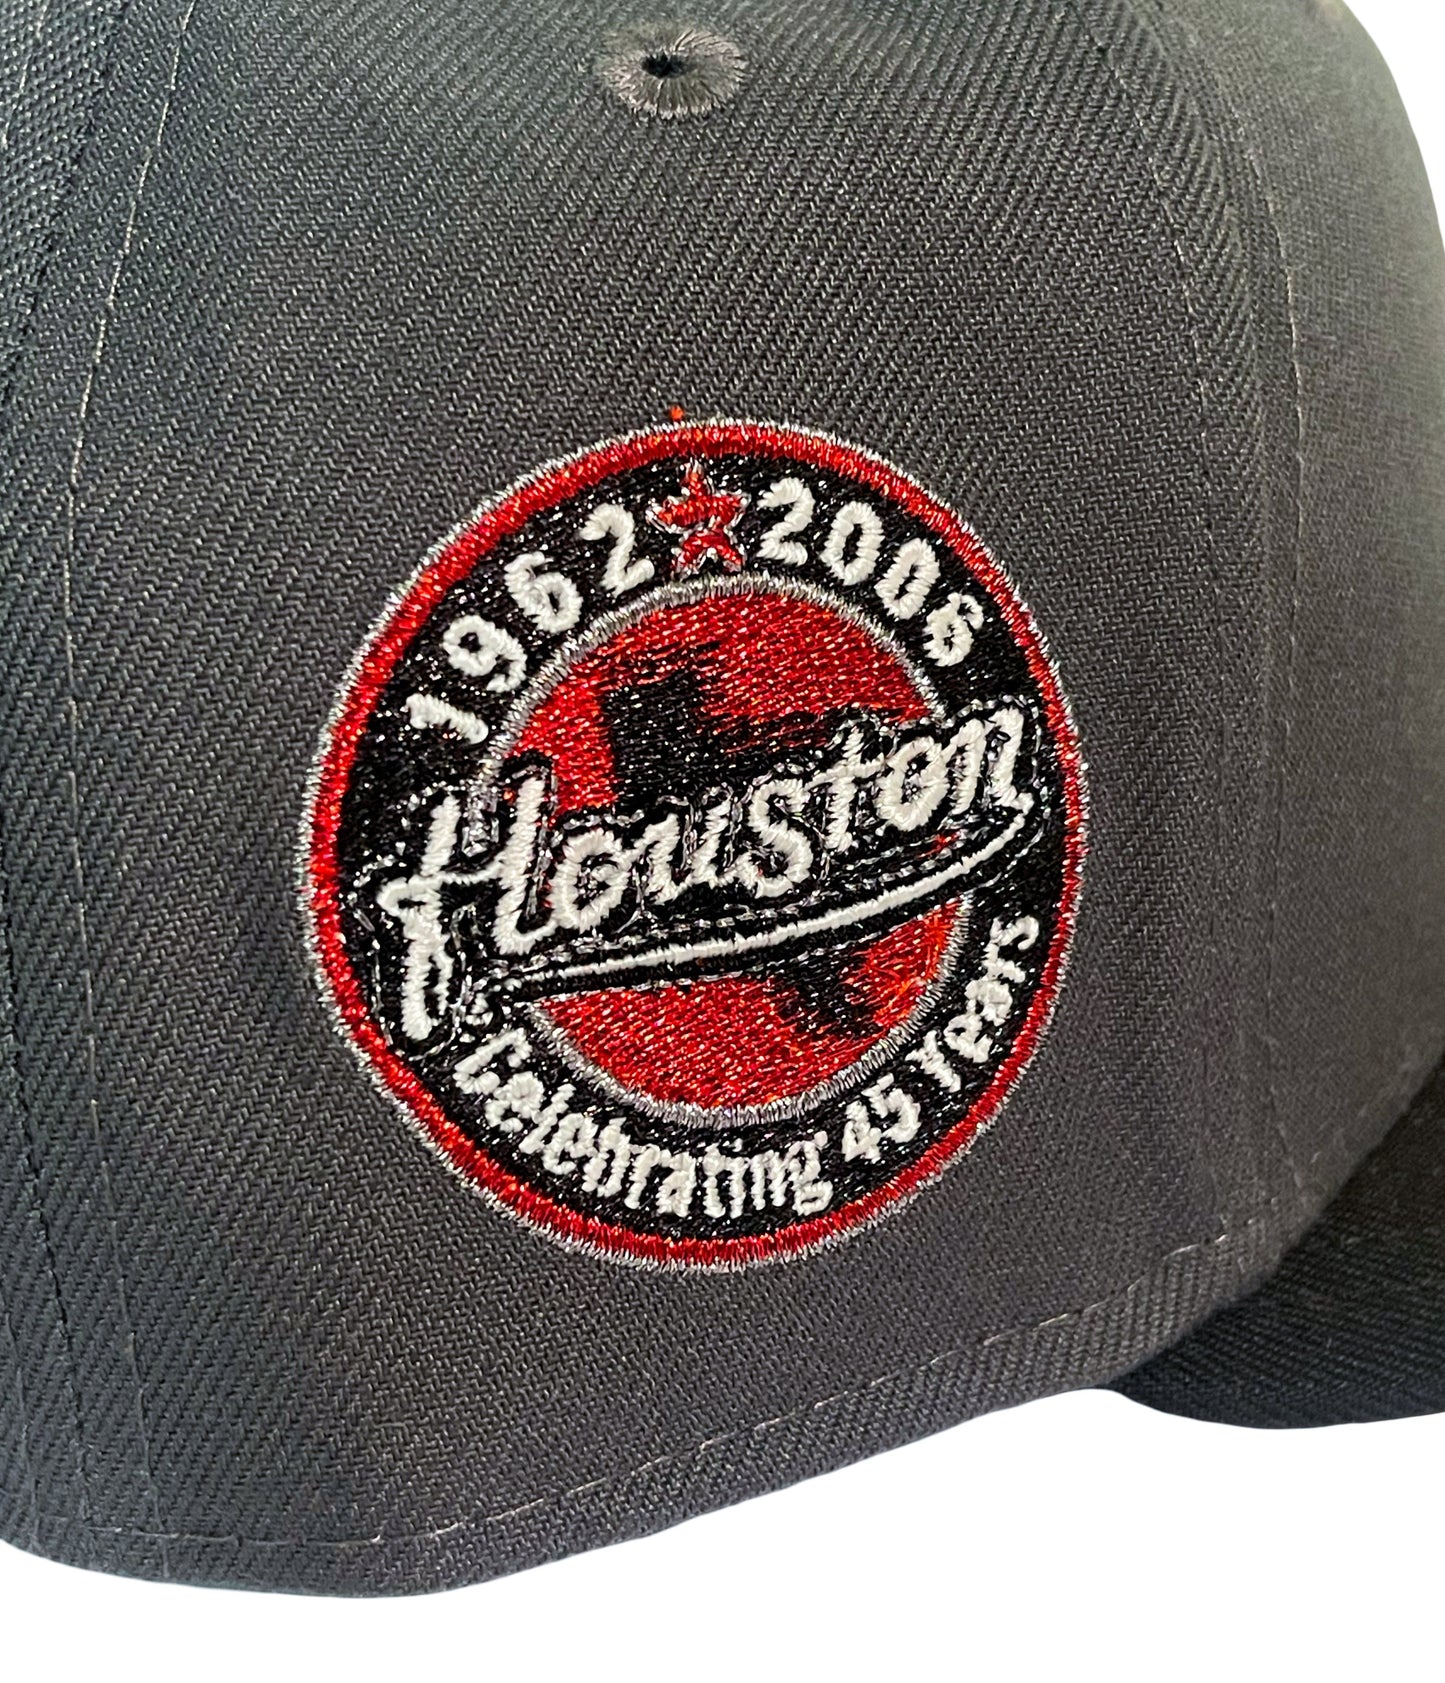 1962 2006
Houston
Celebrating 45 Years